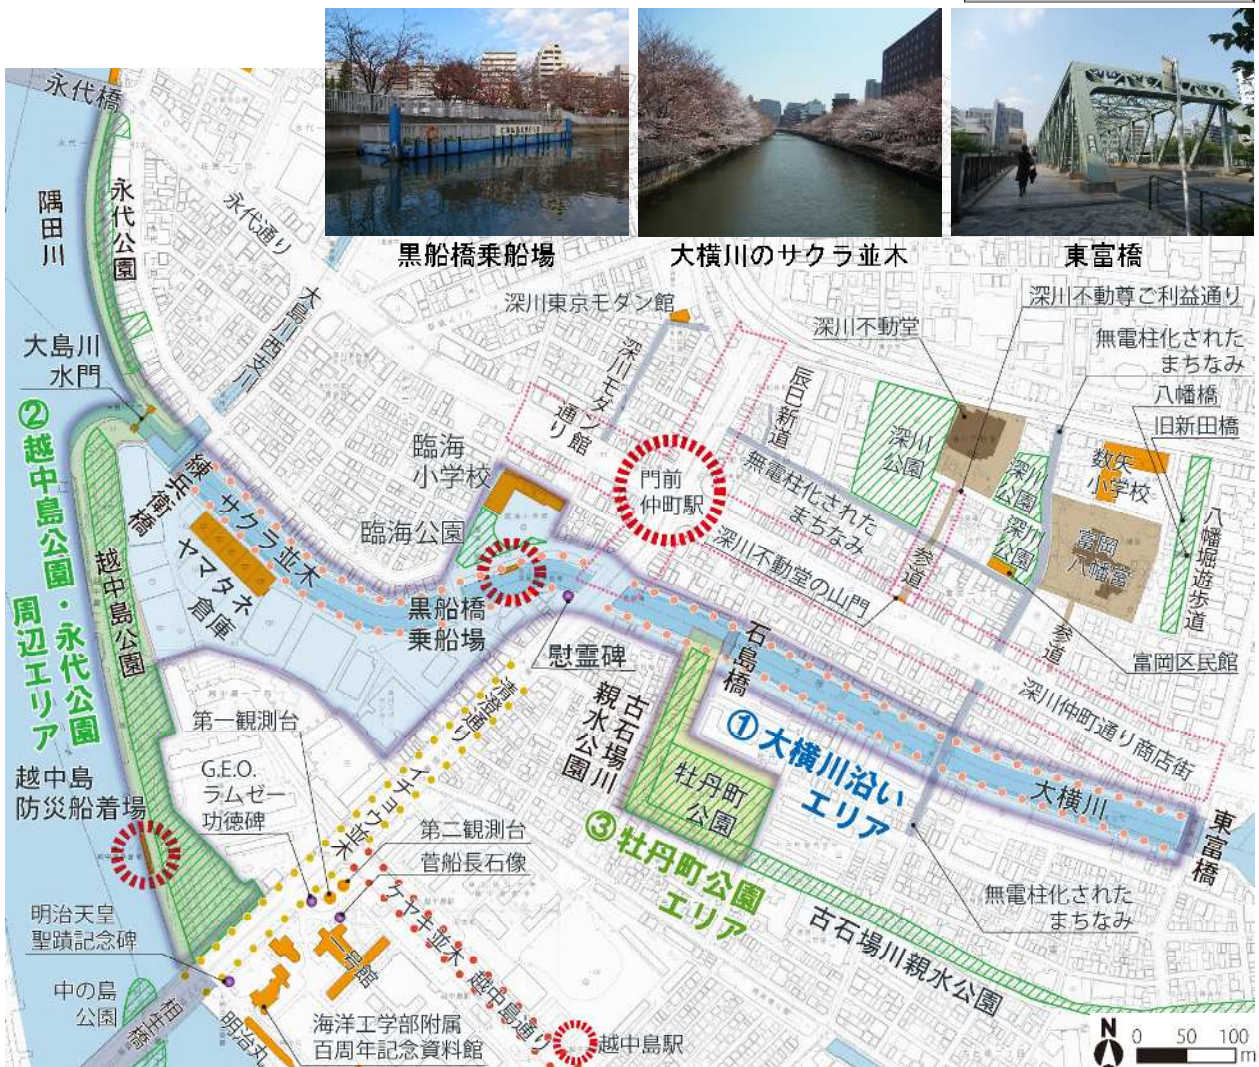 黒船橋乗船場
大横川のサクラ並木
東富橋
永代橋
隅田川
永代公園
永代通り
大島川西支川
大島川
水門
深川東京モダン館
深川モダン館
通り
辰巳新道
深川不動堂
深川不動尊ご利益通り
無電柱化された
まちなみ
八幡橋
旧新田橋
深川
公園
深川
公園
深川
公園
数矢
小学校
富岡
八幡宮
八幡堀遊歩道
富岡区民館
参道
参道
門前
仲町駅
無電柱化された
まちなみ
深川不動堂の山門
深川仲町通り商店街
臨海
小学校
臨海公園
②越中島公園・永代公園
周辺エリア
練兵衛橋
サクラ並木
ヤマタネ
倉庫
越中島公園
黒船橋
乗船場
慰霊碑
石島橋
①大横川沿い
エリア
大横川
東富橋
清澄通り
イチョウ並木
古石場川
親水公園
牡丹町
公園
③牡丹町公園
エリア
無電柱化された
まちなみ
古石場川親水公園
第一観測台
G.E.O.
ラムゼー
功徳碑
越中島
防災船着場
第二観測台
菅船長石像
ケヤキ並木
越中島通り
一号館
明治天皇
聖蹟記念碑
中の島
公園
相生橋
明治丸
海洋工学部附属
百周年記念資料館
越中島駅
N
0 50 100
m